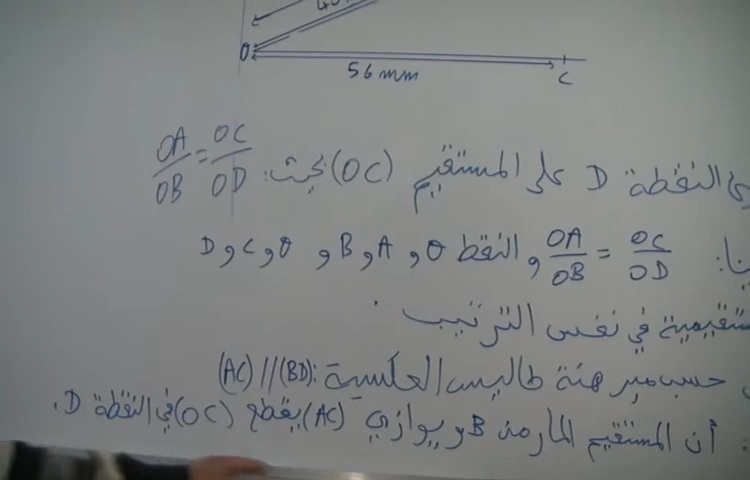 O
56 mm
C
النقطة D على المستقيم (OC) بحيث: OA/OB = OC/OD
OC/OD = OA/OB و النقط O و A و B و O و C و D
في نفس الترتيب.
حسب مبرهنة طاليس العكسية: (AC) // (BD)
: أن المستقيم المار من B و يوازي (AC) يقطع (OC) في النقطة D.